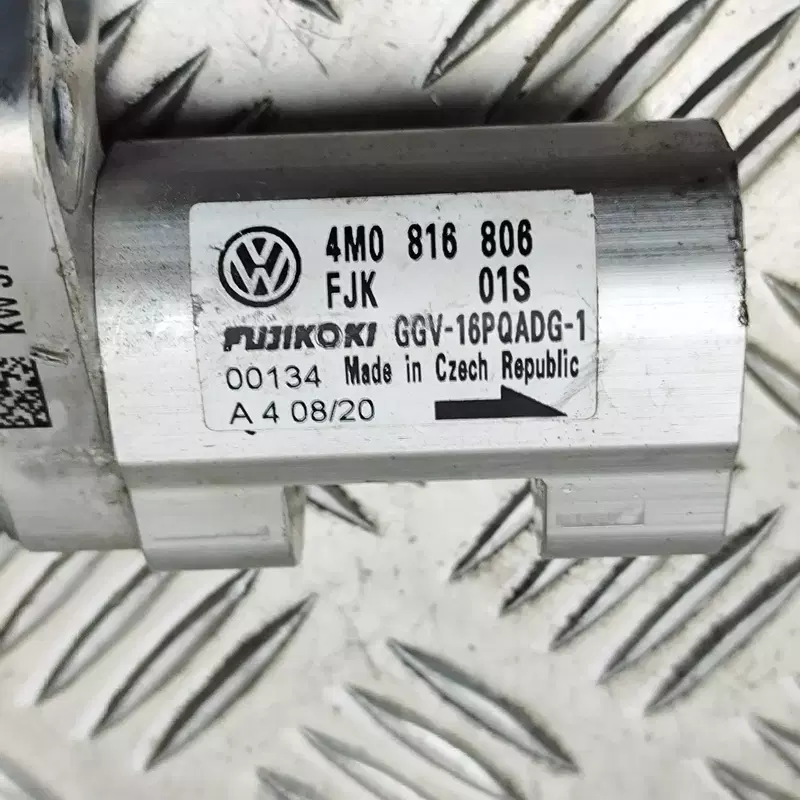 4M0 816 806
FJK 01S
FUJIKOKI GGV-16PQADG-1
00134 Made in Czech Republic
A 4 08/20